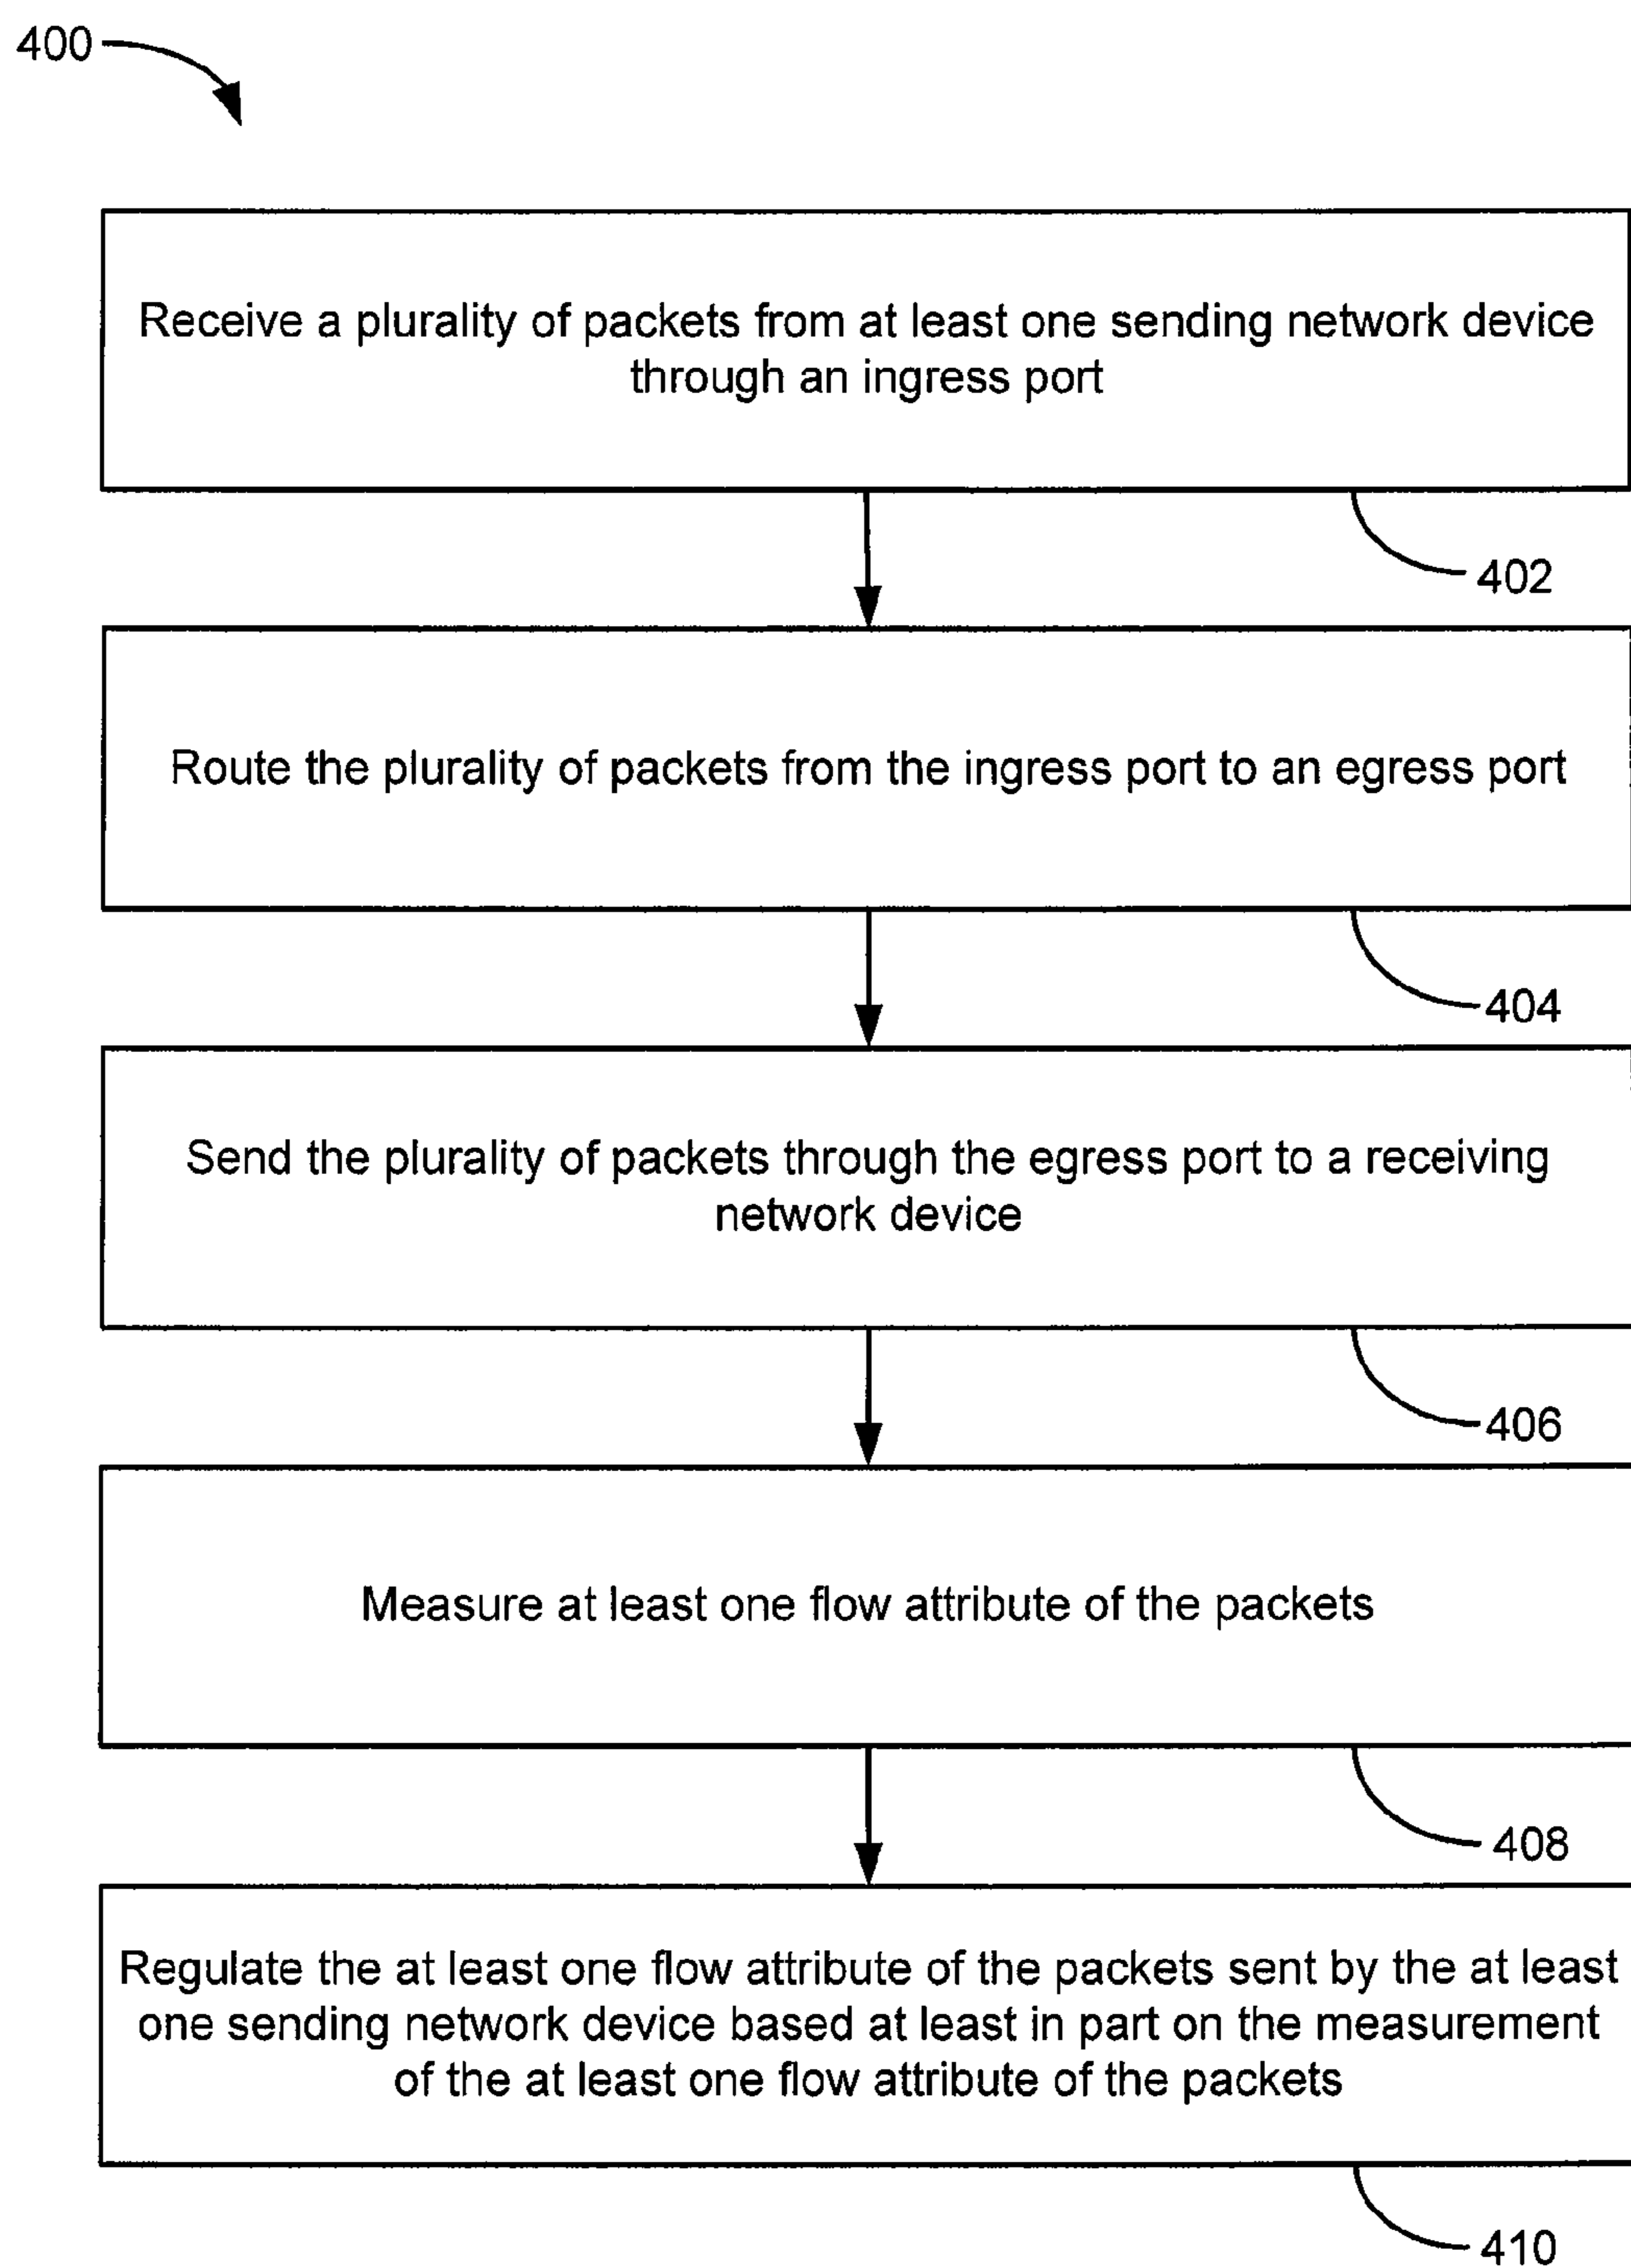 400
Receive a plurality of packets from at least one sending network device
through an ingress port
402
Route the plurality of packets from the ingress port to an egress port
404
Send the plurality of packets through the egress port to a receiving
network device
406
Measure at least one flow attribute of the packets
408
Regulate the at least one flow attribute of the packets sent by the at least
one sending network device based at least in part on the measurement
of the at least one flow attribute of the packets
410